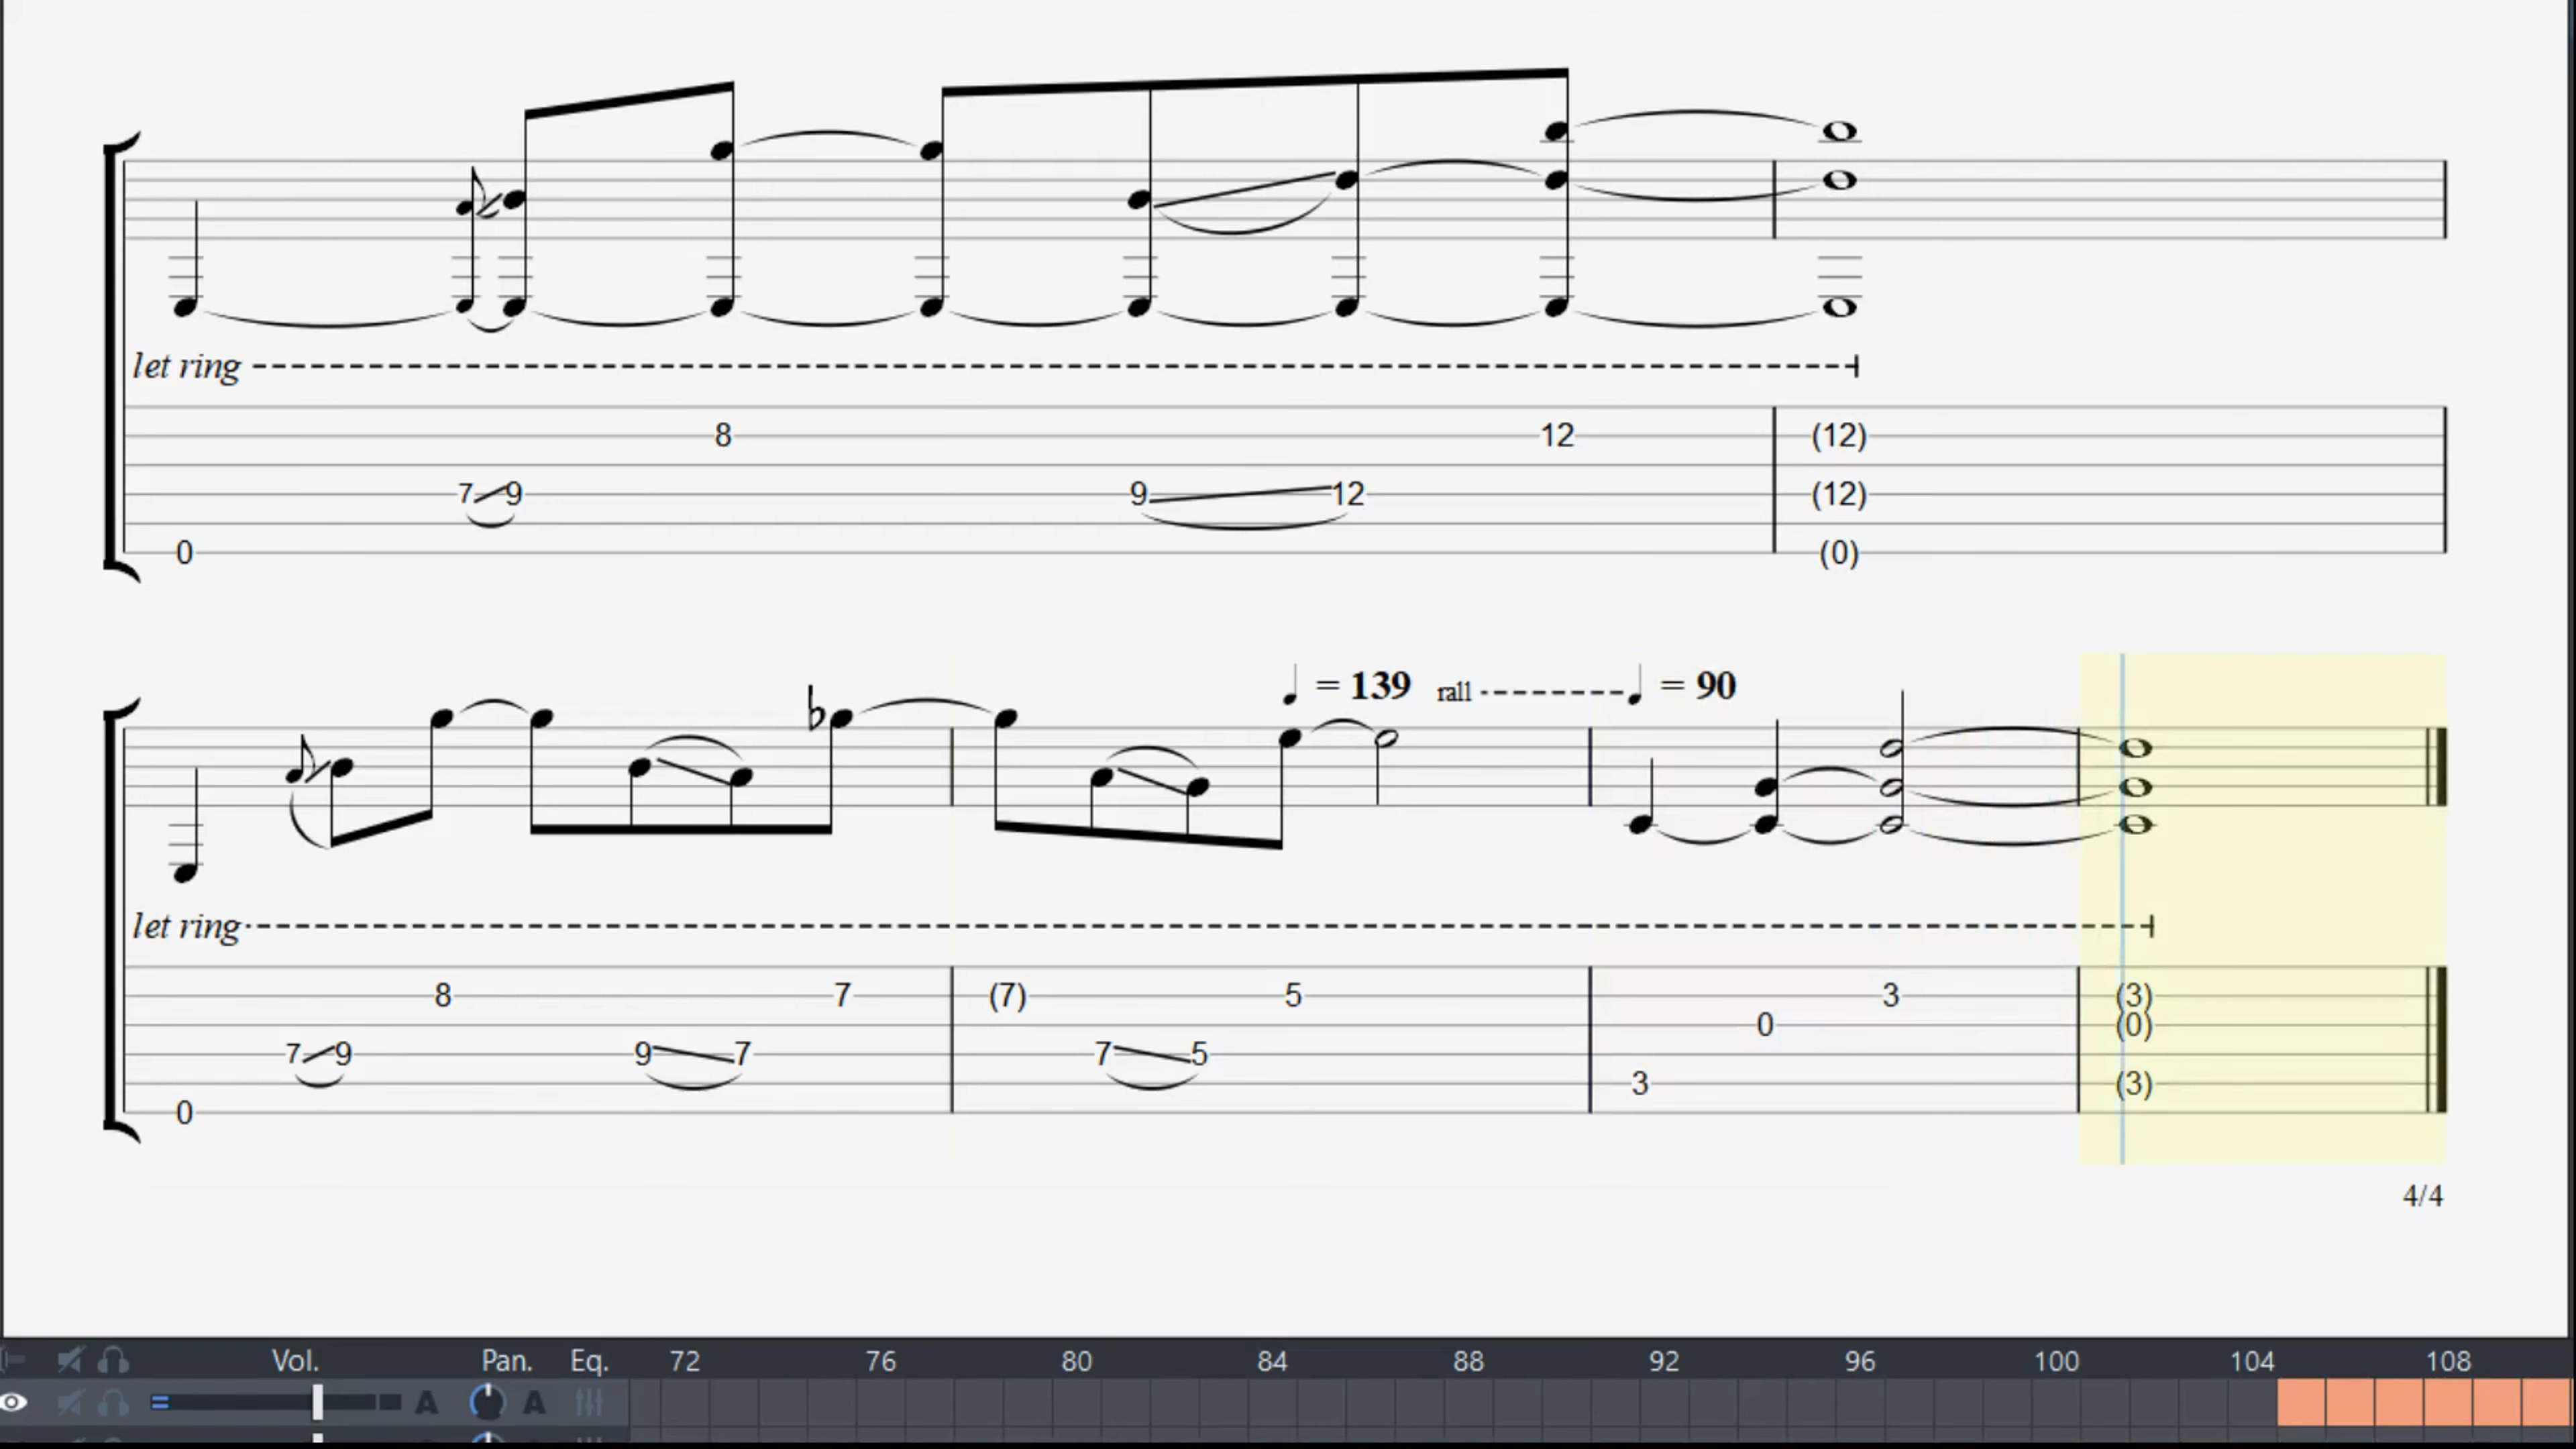 let ring
8 12 (12)
7 9 9 12 (12)
0 (0)
= 139 rall = 90
let ring
8 7 (7) 5 3 (3)
0 (0)
7 9 9 7 7 5
3 (3)
0
4/4
Vol. Pan. Eq. 72 76 80 84 88 92 96 100 104 108
A A